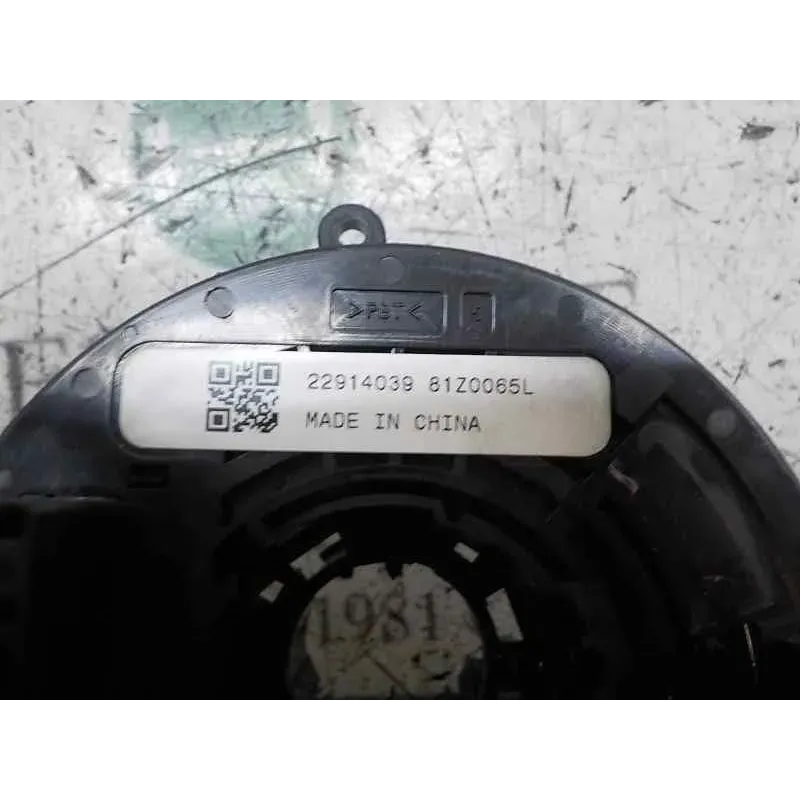 >PBT<
22914039 81Z0065L
MADE IN CHINA
1981